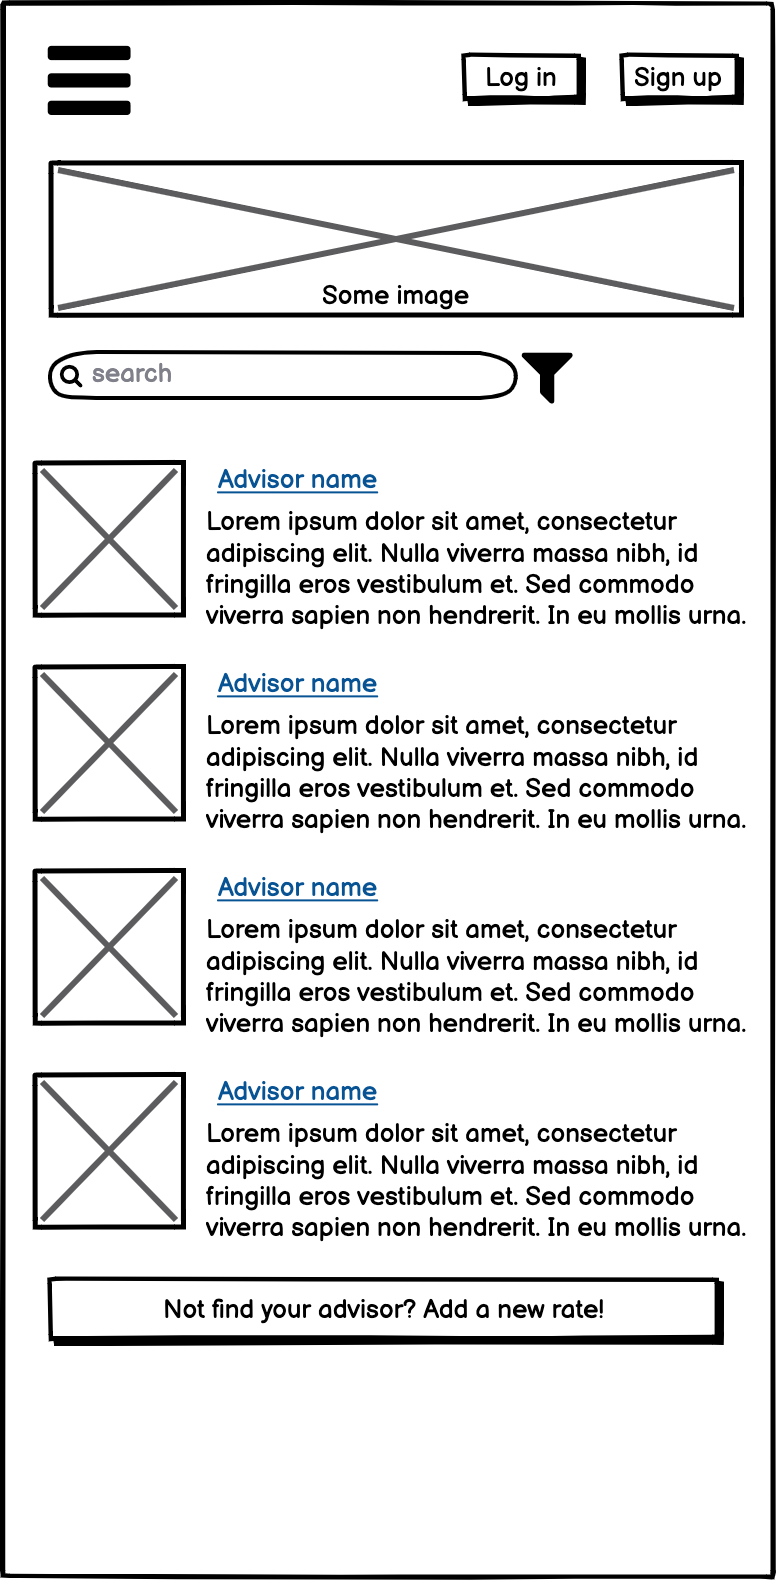 Log in
Sign up
Some image
search
Advisor name
Lorem ipsum dolor sit amet, consectetur
adipiscing elit. Nulla viverra massa nibh, id
fringilla eros vestibulum et. Sed commodo
viverra sapien non hendrerit. In eu mollis urna.
Advisor name
Lorem ipsum dolor sit amet, consectetur
adipiscing elit. Nulla viverra massa nibh, id
fringilla eros vestibulum et. Sed commodo
viverra sapien non hendrerit. In eu mollis urna.
Advisor name
Lorem ipsum dolor sit amet, consectetur
adipiscing elit. Nulla viverra massa nibh, id
fringilla eros vestibulum et. Sed commodo
viverra sapien non hendrerit. In eu mollis urna.
Advisor name
Lorem ipsum dolor sit amet, consectetur
adipiscing elit. Nulla viverra massa nibh, id
fringilla eros vestibulum et. Sed commodo
viverra sapien non hendrerit. In eu mollis urna.
Not find your advisor? Add a new rate!